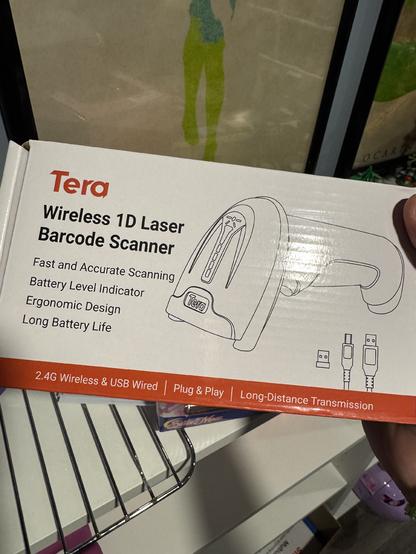 OCAR
Tera
Wireless 1D Laser
Barcode Scanner
Fast and Accurate Scanning
Battery Level Indicator
Ergonomic Design
Long Battery Life
Tera
2.4G Wireless & USB Wired | Plug & Play | Long-Distance Transmission